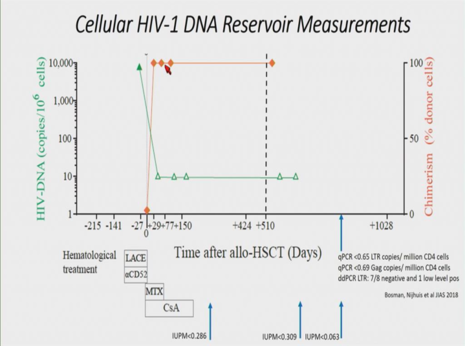 Cellular HIV-1 DNA Reservoir Measurements
HIV-DNA (copies/10⁶ cells)
10,000
1,000
100
10
1
100
50
0
Chimerism (% donor cells)
-215 -141 -27 0 +29 +77 +150 +424 +510 +1028
Time after allo-HSCT (Days)
Hematological
treatment
LACE
αCD52
MTX
CsA
qPCR <0.65 LTR copies/ million CD4 cells
qPCR <0.69 Gag copies/ million CD4 cells
ddPCR LTR: 7/8 negative and 1 low level pos
Bosman, Nijhuis et al JIAS 2018
IUPM<0.286
IUPM<0.309
IUPM<0.063